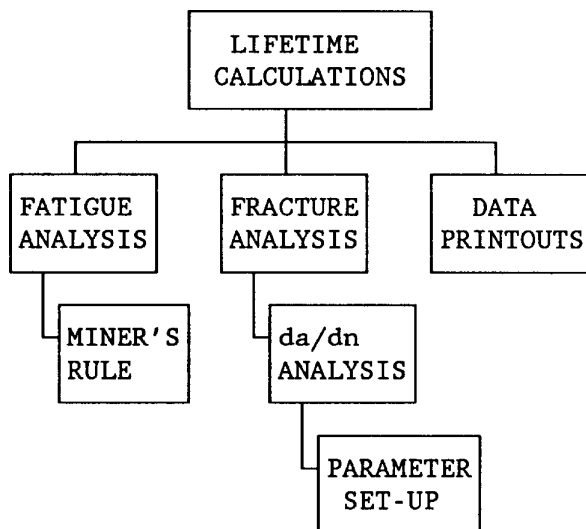 LIFETIME
CALCULATIONS
FATIGUE
ANALYSIS
FRACTURE
ANALYSIS
DATA
PRINTOUTS
MINER'S
RULE
da/dn
ANALYSIS
PARAMETER
SET-UP